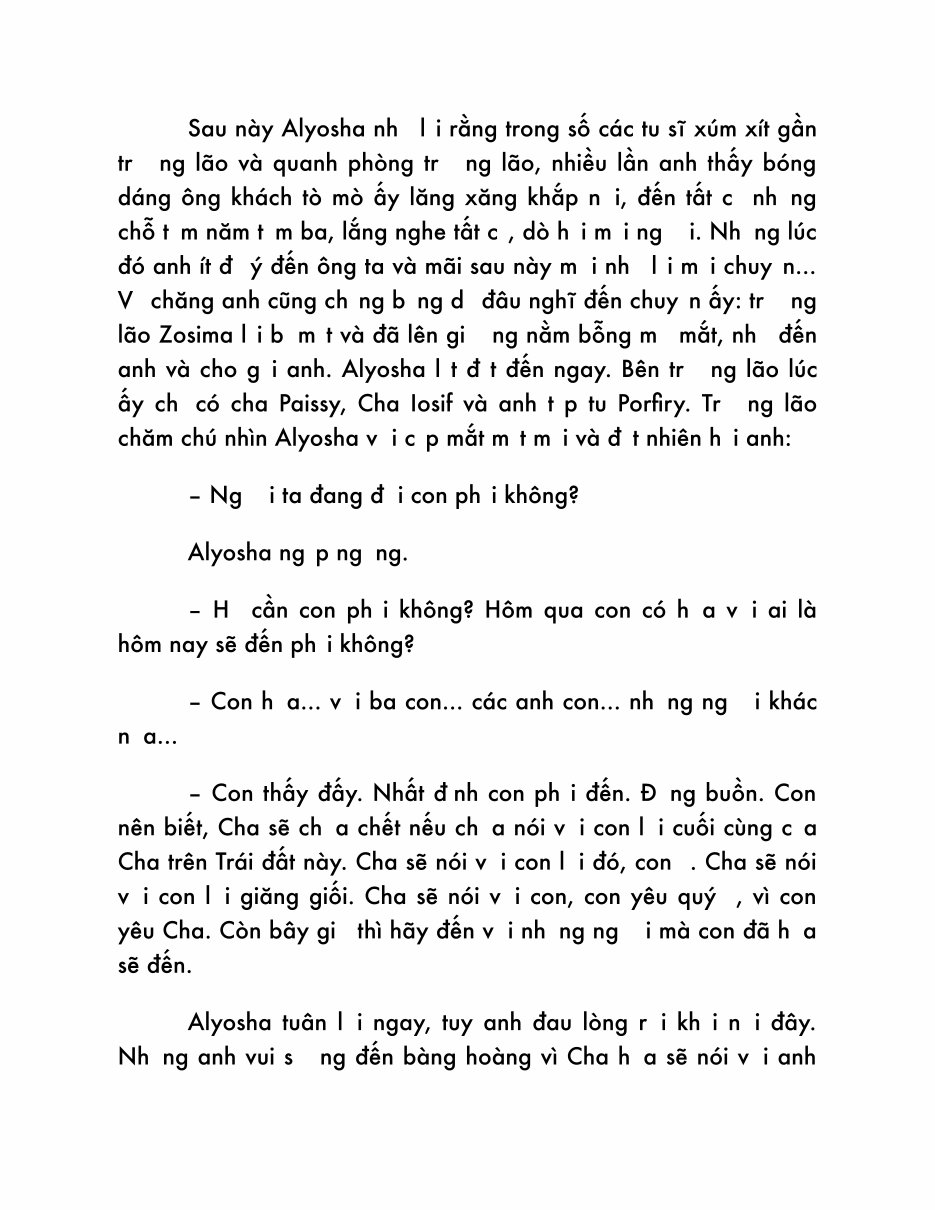 Sau này Alyosha nh l i rằng trong số các tu sĩ xúm xít gần
tr ng lão và quanh phòng tr ng lão, nhiều lần anh thấy bóng
dáng ông khách tò mò ấy lăng xăng khắp n i, đến tất c nh ng
chỗ t m năm t m ba, lắng nghe tất c , dò h i m i ng i. Nh ng lúc
đó anh ít đ ý đến ông ta và mãi sau này m i nh l i m i chuy n...
V chăng anh cũng ch ng b ng d đâu nghĩ đến chuy n ấy: tr ng
lão Zosima l i b m t và đã lên gi ng nằm bỗng m mắt, nh đến
anh và cho g i anh. Alyosha l t đ t đến ngay. Bên tr ng lão lúc
ấy ch có cha Paissy, Cha Iosif và anh t p tu Porfiry. Tr ng lão
chăm chú nhìn Alyosha v i c p mắt m t m i và đ t nhiên h i anh:
– Ng i ta đang đ i con ph i không?
Alyosha ng p ng ng.
– H cần con ph i không? Hôm qua con có h a v i ai là
hôm nay sẽ đến ph i không?
– Con h a... v i ba con... các anh con... nh ng ng i khác
n a...
– Con thấy đấy. Nhất đ nh con ph i đến. Đ ng buồn. Con
nên biết, Cha sẽ ch a chết nếu ch a nói v i con l i cuối cùng c a
Cha trên Trái đất này. Cha sẽ nói v i con l i đó, con . Cha sẽ nói
v i con l i giăng giối. Cha sẽ nói v i con, con yêu quý , vì con
yêu Cha. Còn bây gi thì hãy đến v i nh ng ng i mà con đã h a
sẽ đến.
Alyosha tuân l i ngay, tuy anh đau lòng r i kh i n i đây.
Nh ng anh vui s ng đến bàng hoàng vì Cha h a sẽ nói v i anh